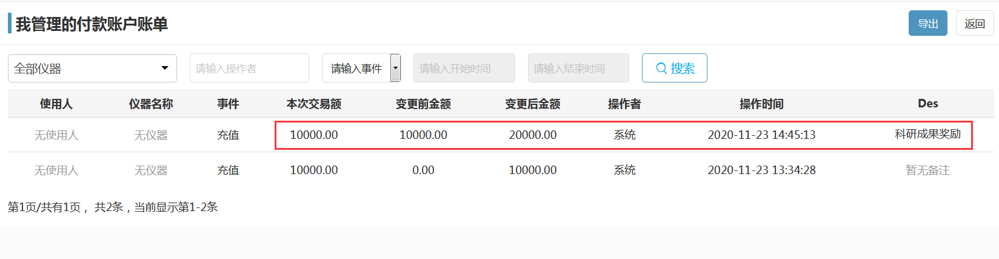 我管理的付款账户账单 导出 返回
全部仪器 请输入操作者 请输入事件 请输入开始时间 请输入结束时间 搜索
使用人 仪器名称 事件 本次交易额 变更前金额 变更后金额 操作者 操作时间 Des
无使用人 无仪器 充值 10000.00 10000.00 20000.00 系统 2020-11-23 14:45:13 科研成果奖励
无使用人 无仪器 充值 10000.00 0.00 10000.00 系统 2020-11-23 13:34:28 暂无备注
第1页/共有1页， 共2条，当前显示第1-2条